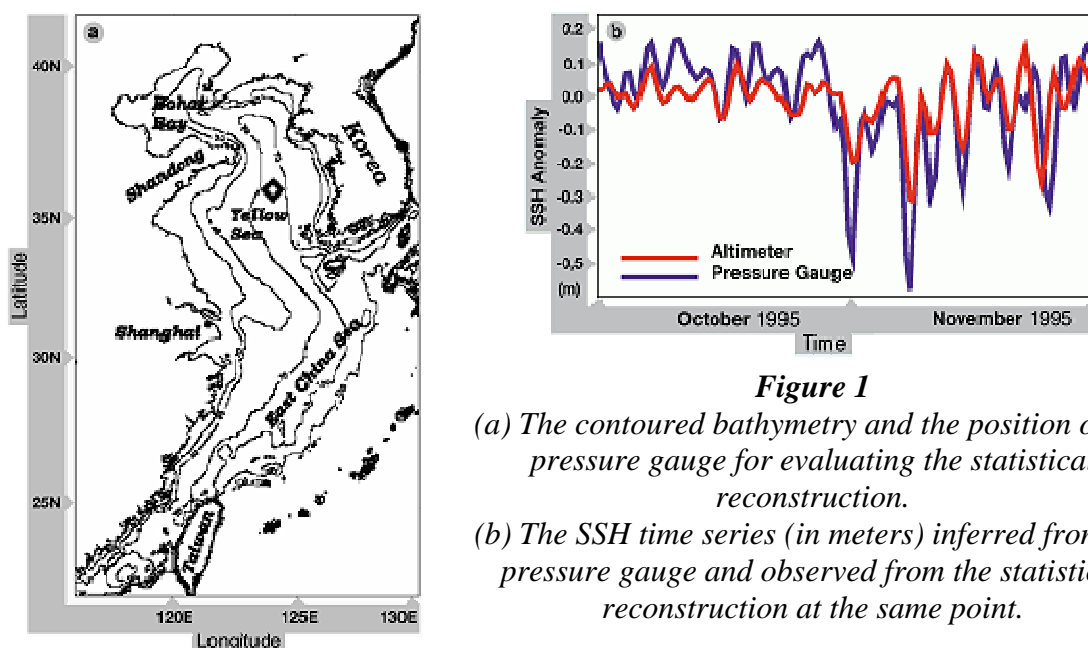 a
40N
35N
30N
25N
Latitude
Bohai
Bay
Shandong
Korea
Yellow
Sea
Shanghai
East China Sea
Taiwan
120E
125E
130E
Longitude
b
0.2
0.1
0.0
-0.1
-0.2
-0.3
-0.4
-0.5
(m)
SSH Anomaly
Altimeter
Pressure Gauge
October 1995
November 1995
Time
Figure 1
(a) The contoured bathymetry and the position o
pressure gauge for evaluating the statistica
reconstruction.
(b) The SSH time series (in meters) inferred from
pressure gauge and observed from the statistic
reconstruction at the same point.